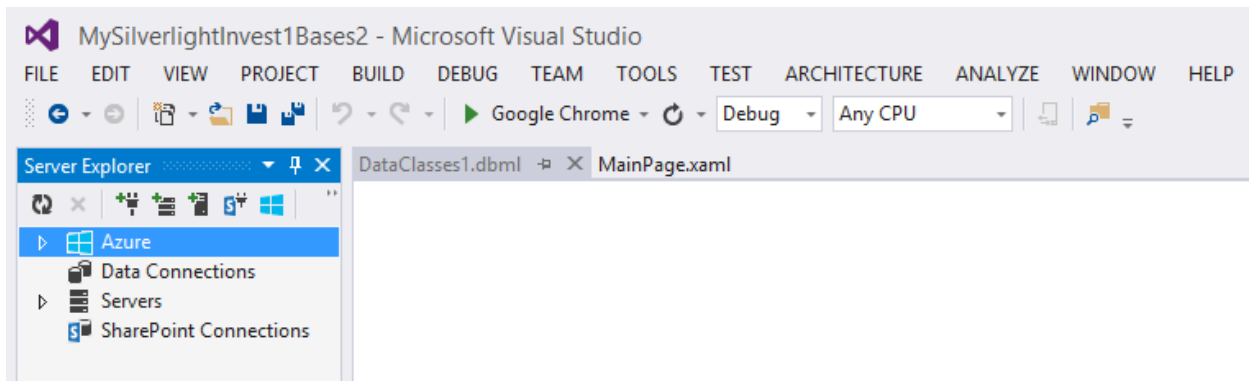 MySilverlightInvest1Bases2 - Microsoft Visual Studio
FILE EDIT VIEW PROJECT BUILD DEBUG TEAM TOOLS TEST ARCHITECTURE ANALYZE WINDOW HELP
Google Chrome Debug Any CPU
Server Explorer DataClasses1.dbml MainPage.xaml
Azure
Data Connections
Servers
SharePoint Connections